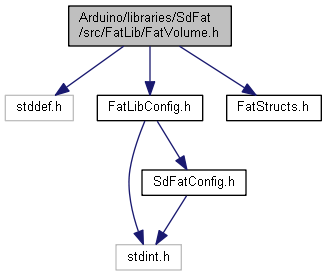 Arduino/libraries/SdFat
/src/FatLib/FatVolume.h
stddef.h
FatLibConfig.h
FatStructs.h
SdFatConfig.h
stdint.h